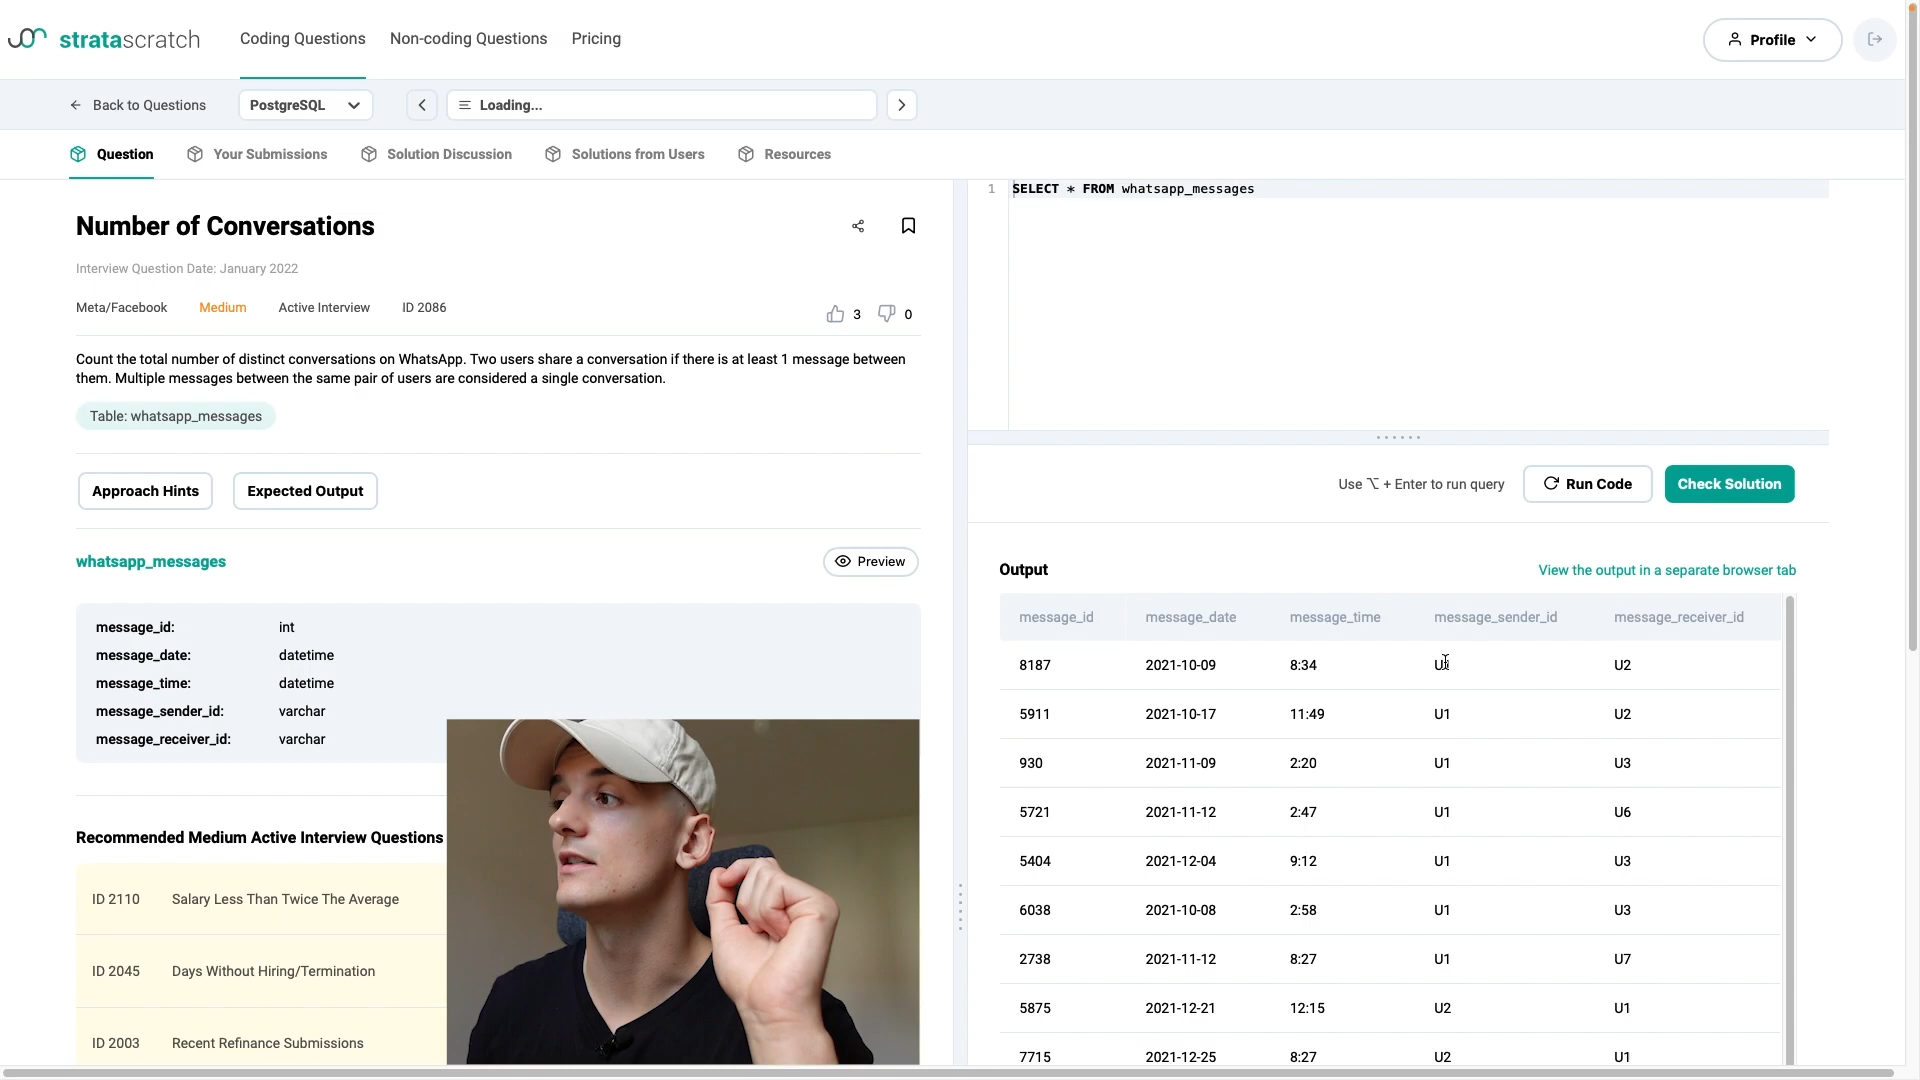 stratascratch
Coding Questions
Non-coding Questions
Pricing
Profile
Back to Questions
PostgreSQL
Loading...
Question
Your Submissions
Solution Discussion
Solutions from Users
Resources
Number of Conversations
Interview Question Date: January 2022
Meta/Facebook
Medium
Active Interview
ID 2086
3
0
Count the total number of distinct conversations on WhatsApp. Two users share a conversation if there is at least 1 message between
them. Multiple messages between the same pair of users are considered a single conversation.
Table: whatsapp_messages
Approach Hints
Expected Output
whatsapp_messages
Preview
message_id: int
message_date: datetime
message_time: datetime
message_sender_id: varchar
message_receiver_id: varchar
Recommended Medium Active Interview Questions
ID 2110 Salary Less Than Twice The Average
ID 2045 Days Without Hiring/Termination
ID 2003 Recent Refinance Submissions
1 SELECT * FROM whatsapp_messages
Use ⌥ + Enter to run query
Run Code
Check Solution
Output
View the output in a separate browser tab
message_id message_date message_time message_sender_id message_receiver_id
8187 2021-10-09 8:34 U2
5911 2021-10-17 11:49 U1 U2
930 2021-11-09 2:20 U1 U3
5721 2021-11-12 2:47 U1 U6
5404 2021-12-04 9:12 U1 U3
6038 2021-10-08 2:58 U1 U3
2738 2021-11-12 8:27 U1 U7
5875 2021-12-21 12:15 U2 U1
7715 2021-12-25 8:27 U2 U1